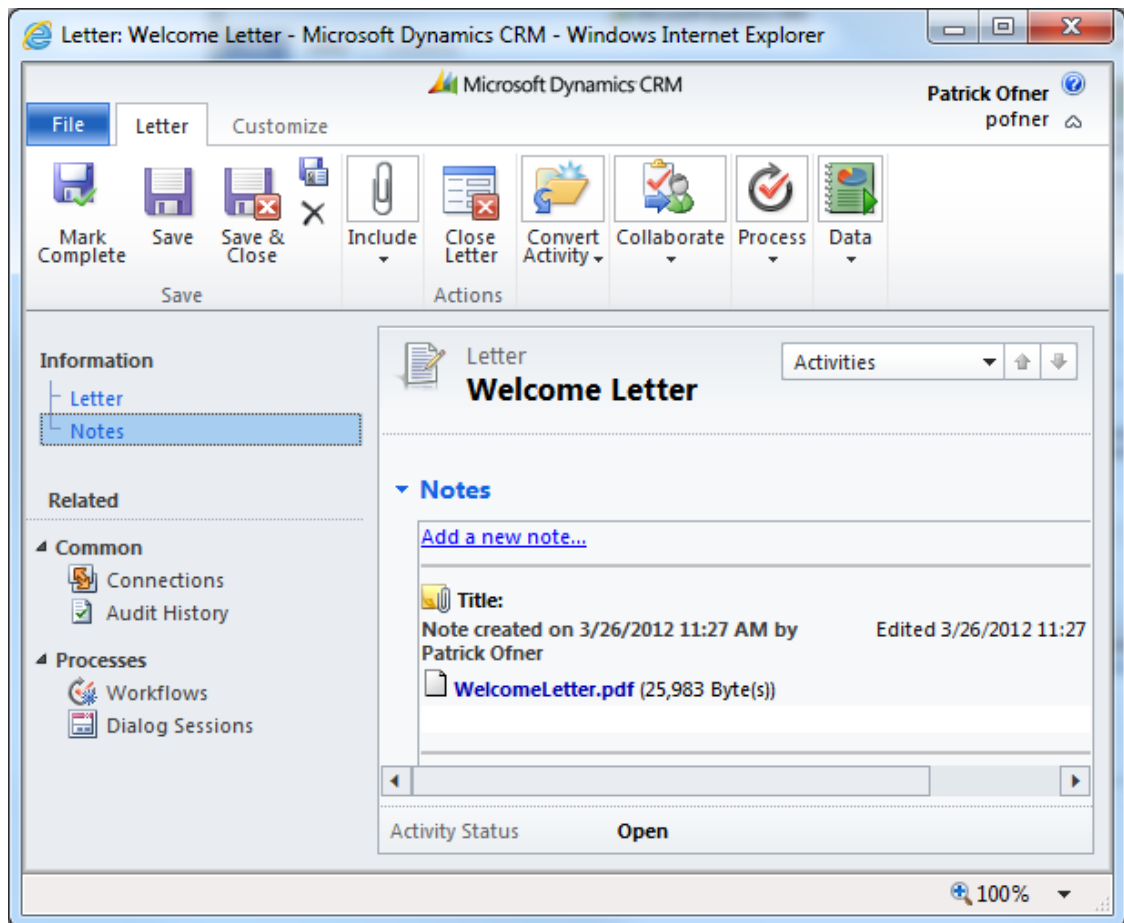 Letter: Welcome Letter - Microsoft Dynamics CRM - Windows Internet Explorer
Microsoft Dynamics CRM
Patrick Ofner
pofner
File
Letter
Customize
Mark Complete
Save
Save & Close
Include
Close Letter
Convert Activity
Collaborate
Process
Data
Save
Actions
Information
Letter
Notes
Related
Common
Connections
Audit History
Processes
Workflows
Dialog Sessions
Letter
Welcome Letter
Activities
Notes
Add a new note...
Title:
Note created on 3/26/2012 11:27 AM by Patrick Ofner
Edited 3/26/2012 11:27
WelcomeLetter.pdf (25,983 Byte(s))
Activity Status
Open
100%